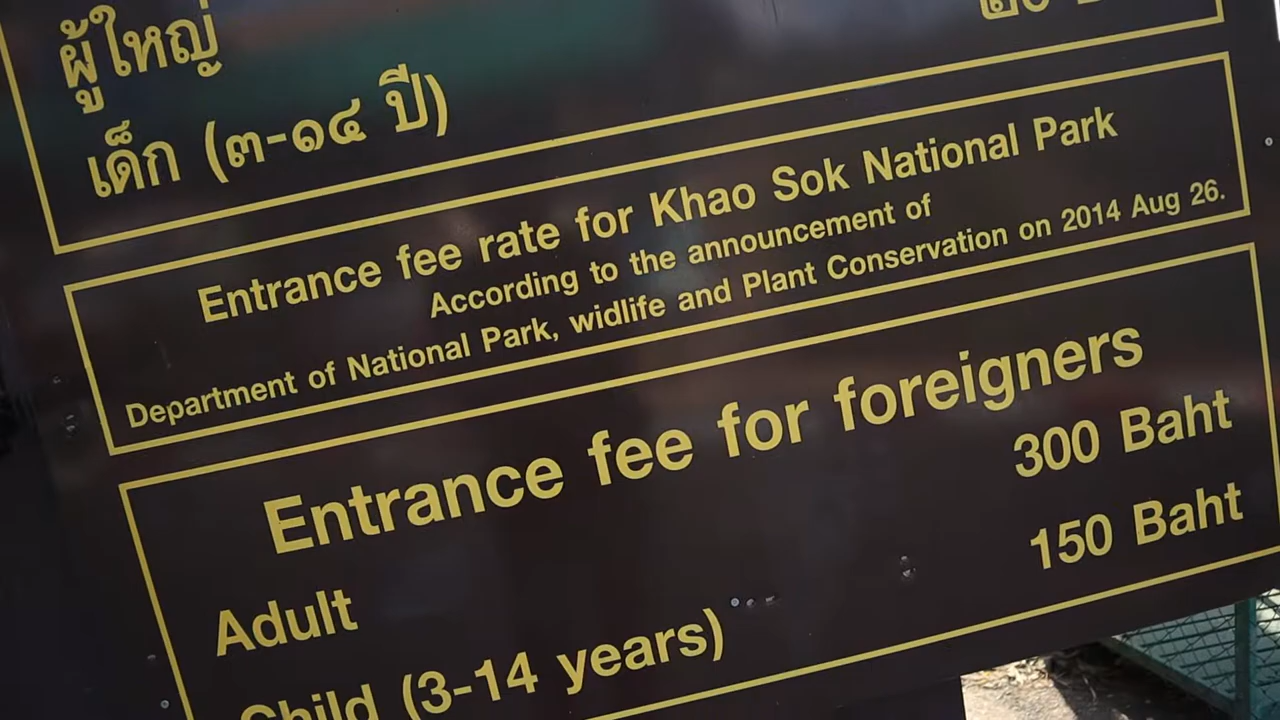 ผู้ใหญ่
เด็ก (๓-๑๔ ปี)
Entrance fee rate for Khao Sok National Park
According to the announcement of
Department of National Park, widlife and Plant Conservation on 2014 Aug 26.
Entrance fee for foreigners
Adult 300 Baht
Child (3-14 years) 150 Baht